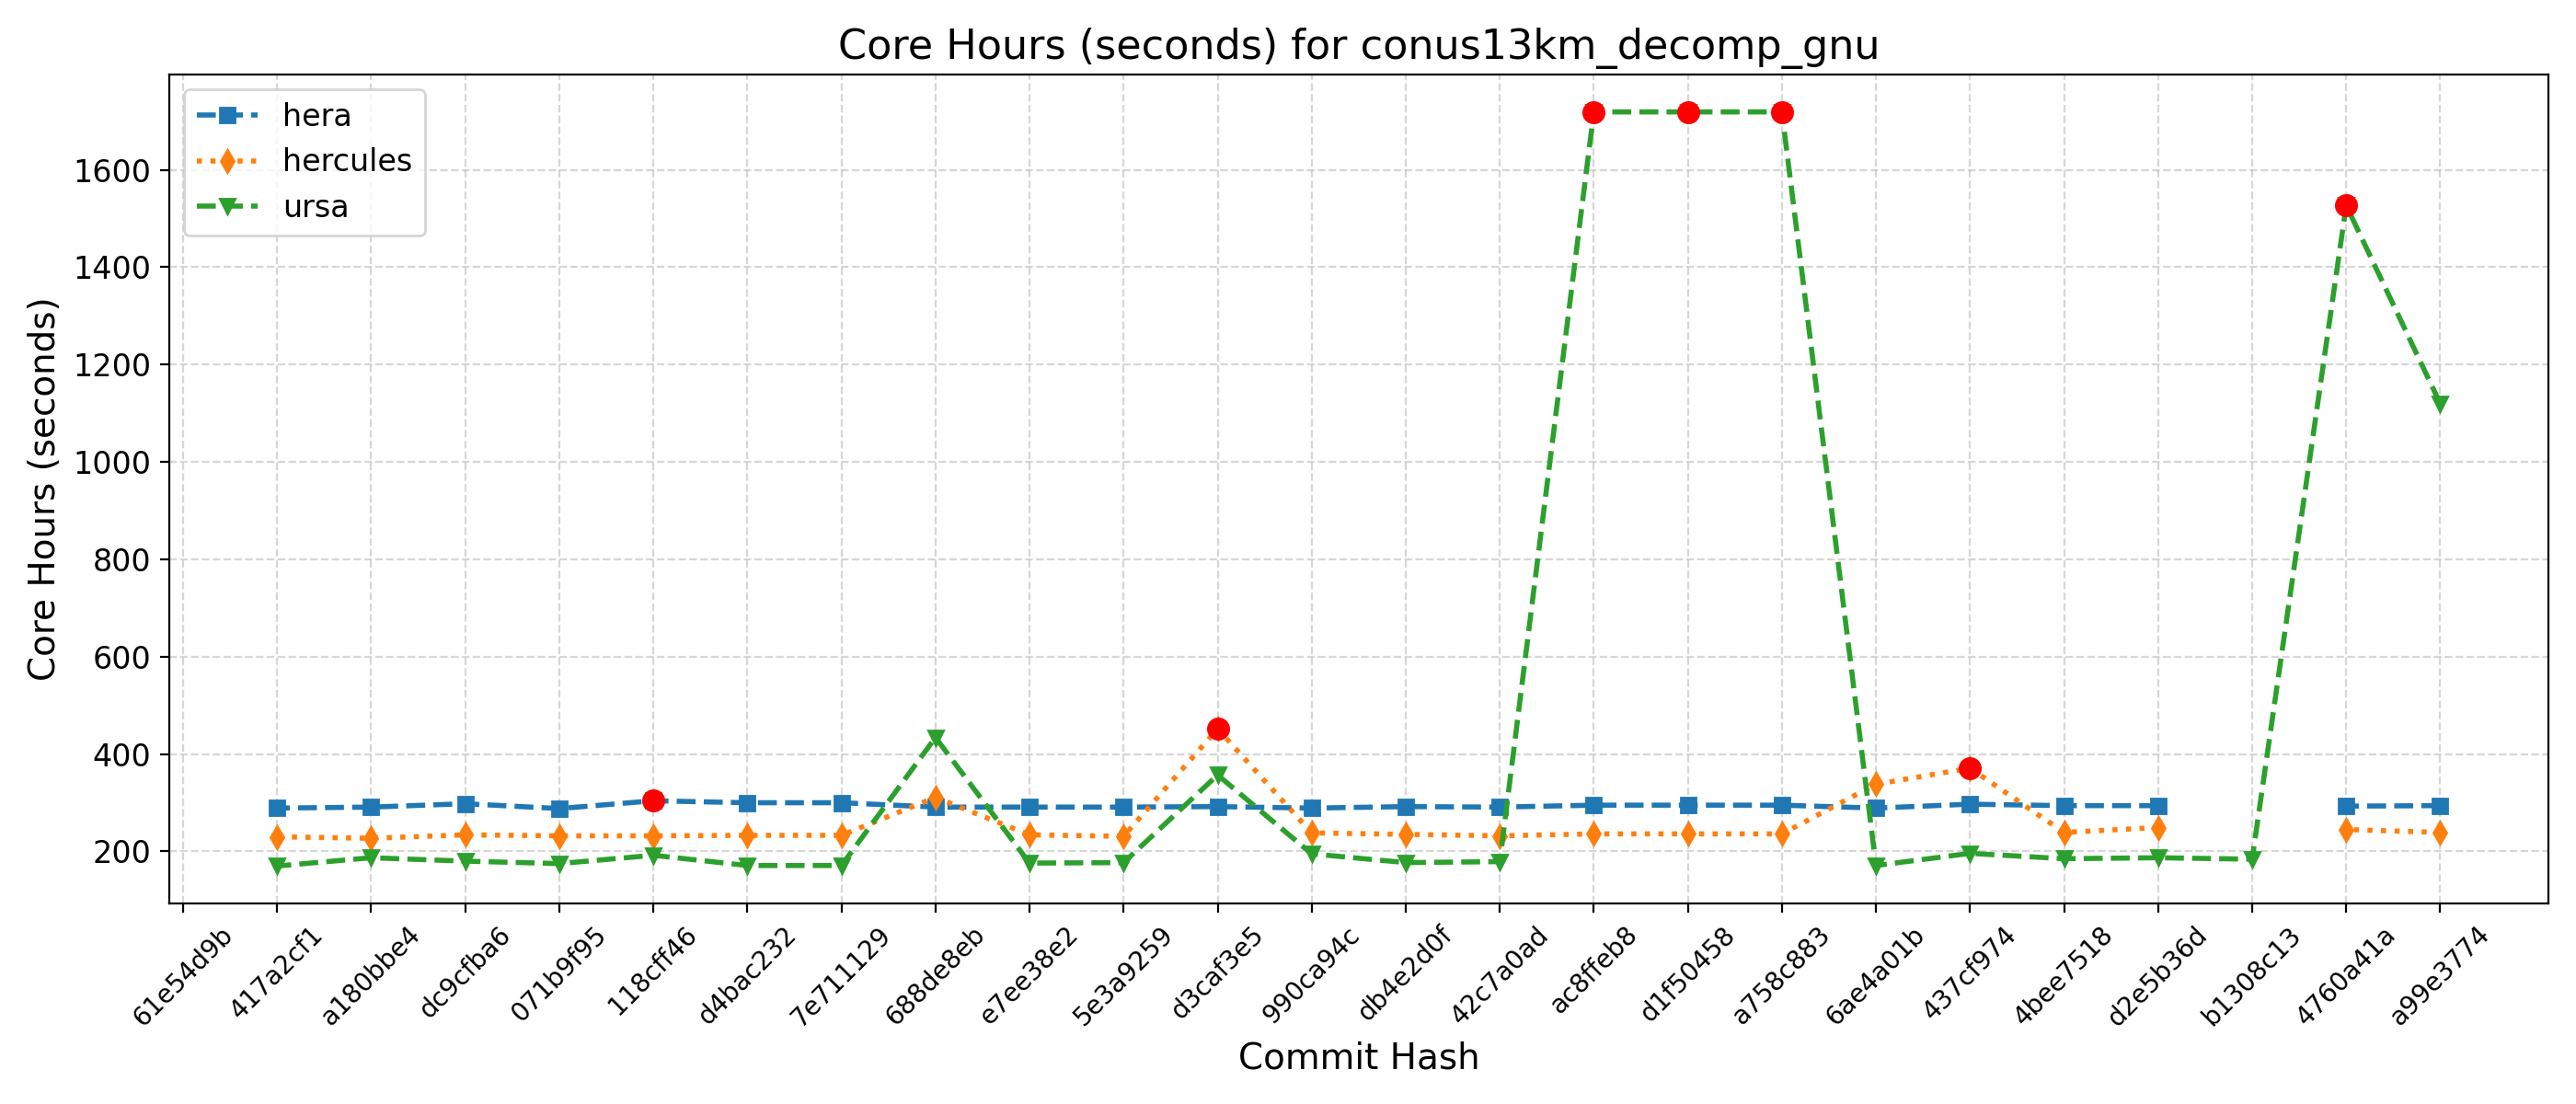 Core Hours (seconds) for conus13km_decomp_gnu
hera
hercules
ursa
Core Hours (seconds)
1600
1400
1200
1000
800
600
400
200
61e54d9b
417a2cf1
a180bbe4
dc9cfba6
071b9f95
118cff46
d4bac232
7e711129
688de8eb
e7ee38e2
5e3a9259
d3caf3e5
990ca94c
db4e2d0f
42c7a0ad
ac8ffeb8
d1f50458
a758c883
6ae4a01b
437cf974
4bee7518
d2e5b36d
b1308c13
4760a41a
a99e3774
Commit Hash